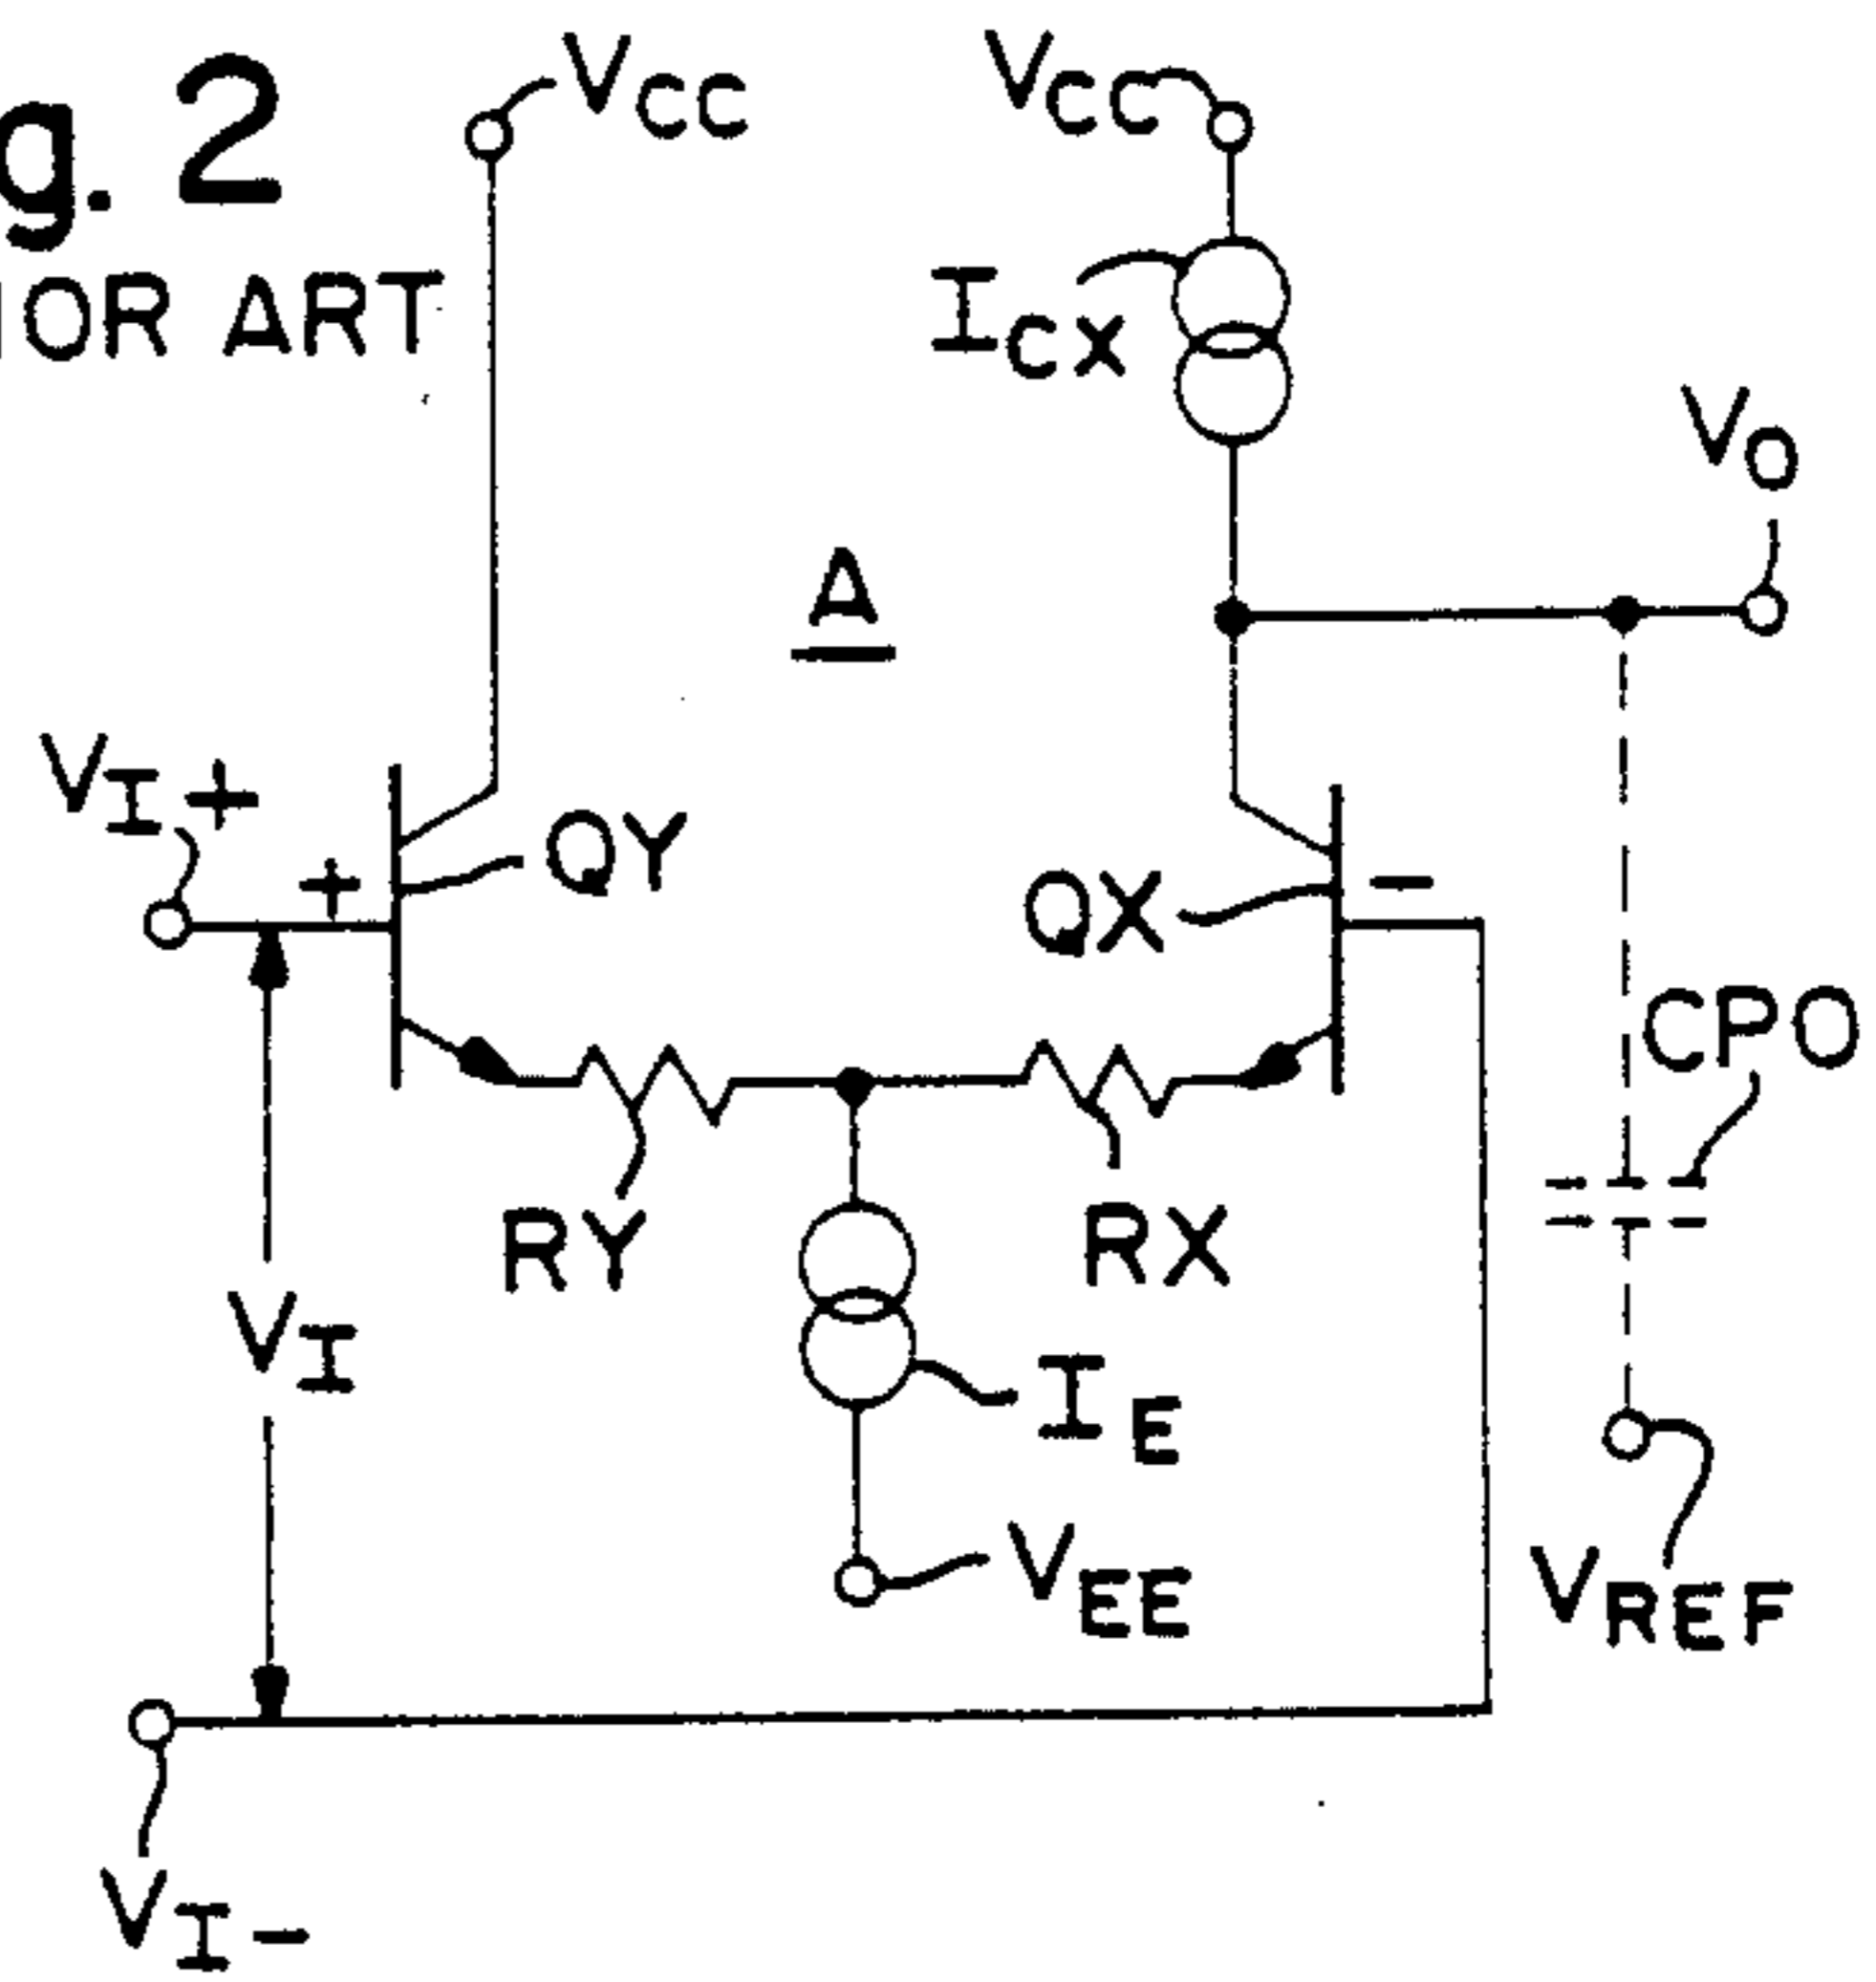 g. 2
IOR ART
VCC
VCC
ICX
VO
A
VI+
+
QY
QX
-
CPO
RY
RX
VI
IE
VEE
VREF
VI-